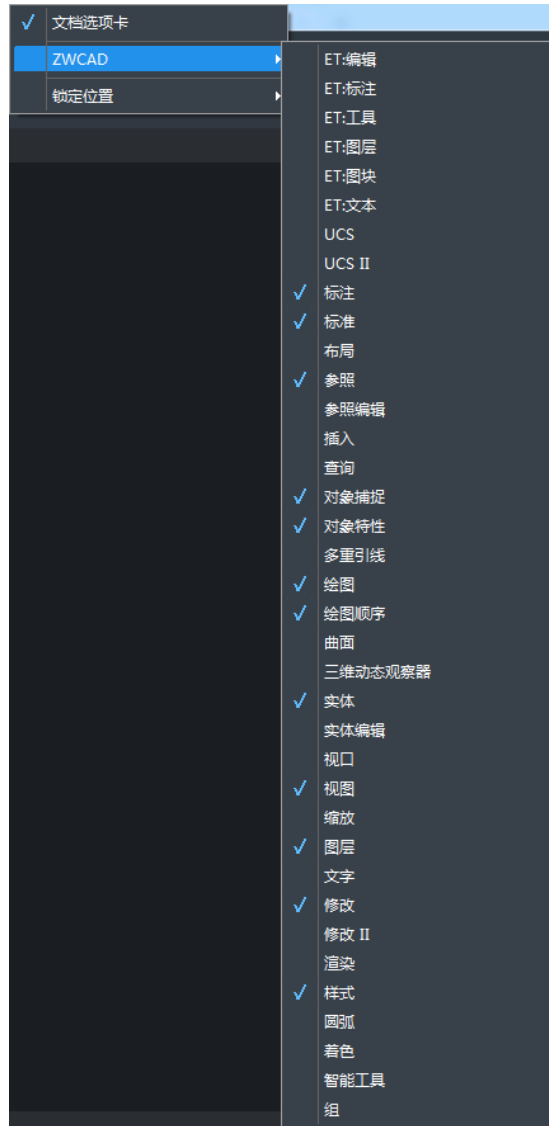 文档选项卡
ZWCAD
锁定位置
ET:编辑
ET:标注
ET:工具
ET:图层
ET:图块
ET:文本
UCS
UCS II
标注
标准
布局
参照
参照编辑
插入
查询
对象捕捉
对象特性
多重引线
绘图
绘图顺序
曲面
三维动态观察器
实体
实体编辑
视口
视图
缩放
图层
文字
修改
修改 II
渲染
样式
圆弧
着色
智能工具
组